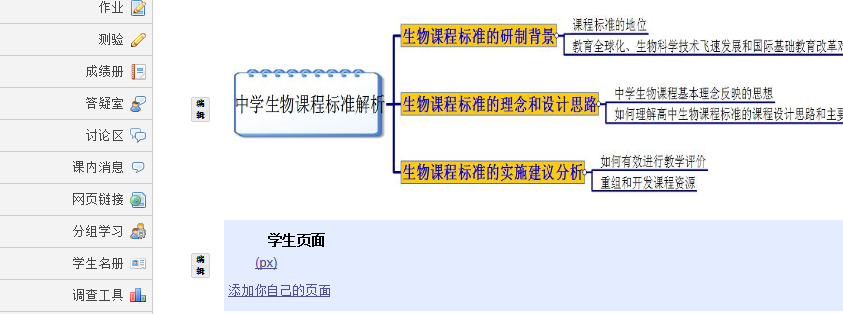 作业
测验
成绩册
答疑室
讨论区
课内消息
网页链接
分组学习
学生名册
调查工具
编辑
中学生物课程标准解析
生物课程标准的研制背景
课程标准的地位
教育全球化、生物科学技术飞速发展和国际基础教育改革对
生物课程标准的理念和设计思路
中学生物课程基本理念反映的思想
如何理解高中生物课程标准的课程设计思路和主要
生物课程标准的实施建议分析
如何有效进行教学评价
重组和开发课程资源
编辑
学生页面
(px)
添加你自己的页面